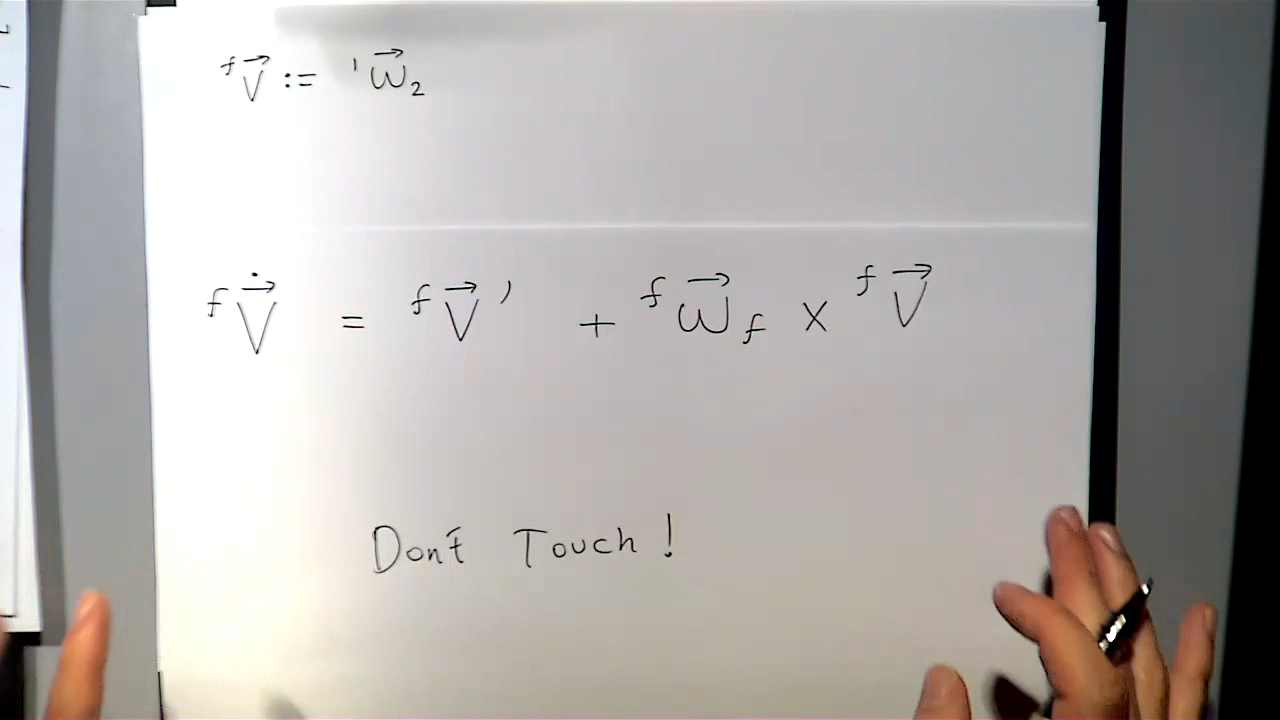 ᶠV⃗ := ¹ω⃗₂
ᶠV⃗̇ = ᶠV⃗ ′ + ᶠω⃗_f × ᶠV⃗
Don't Touch !